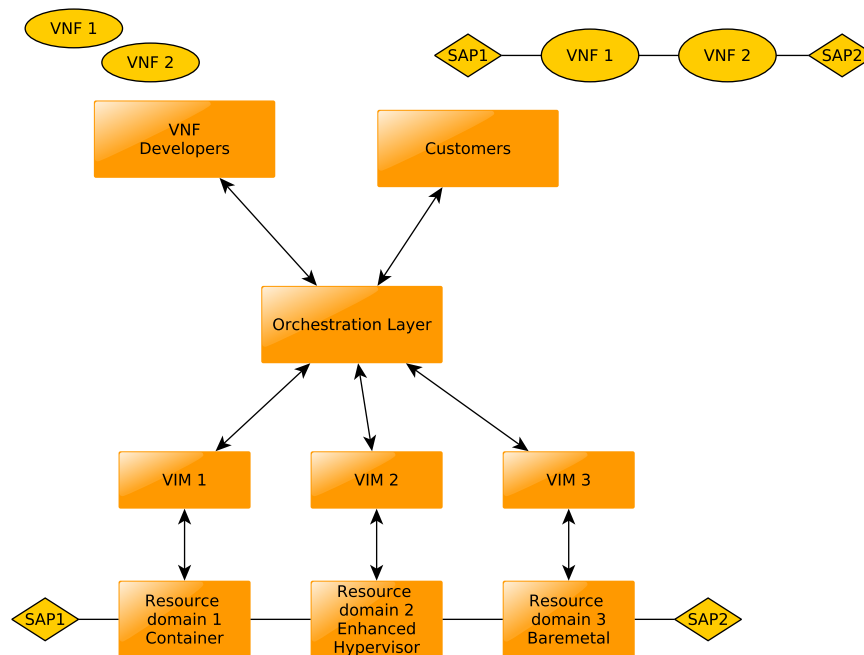 VNF 1
VNF 2
SAP1
VNF 1
VNF 2
SAP2
VNF
Developers
Customers
Orchestration Layer
VIM 1
VIM 2
VIM 3
SAP1
Resource
domain 1
Container
Resource
domain 2
Enhanced
Hypervisor
Resource
domain 3
Baremetal
SAP2